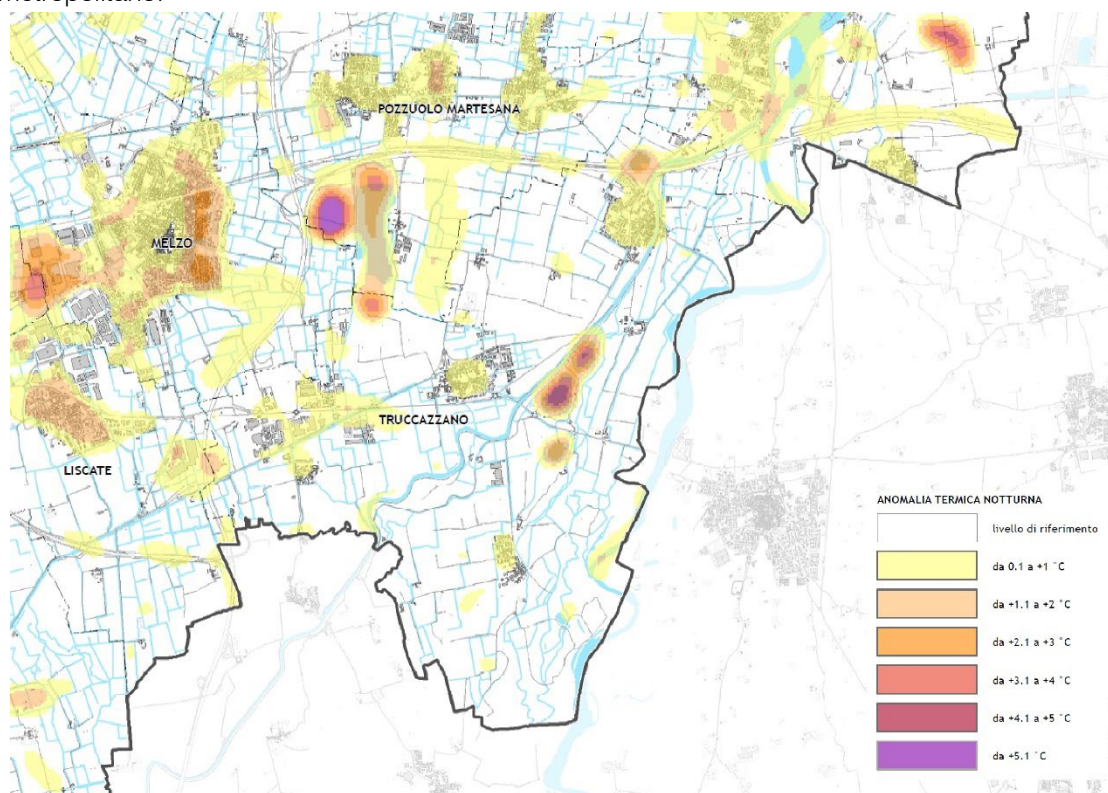 metropolitano.
POZZUOLO MARTESANA
MELZO
TRUCCAZZANO
LISCATE
ANOMALIA TERMICA NOTTURNA
livello di riferimento
da 0.1 a +1 °C
da +1.1 a +2 °C
da +2.1 a +3 °C
da +3.1 a +4 °C
da +4.1 a +5 °C
da +5.1 °C